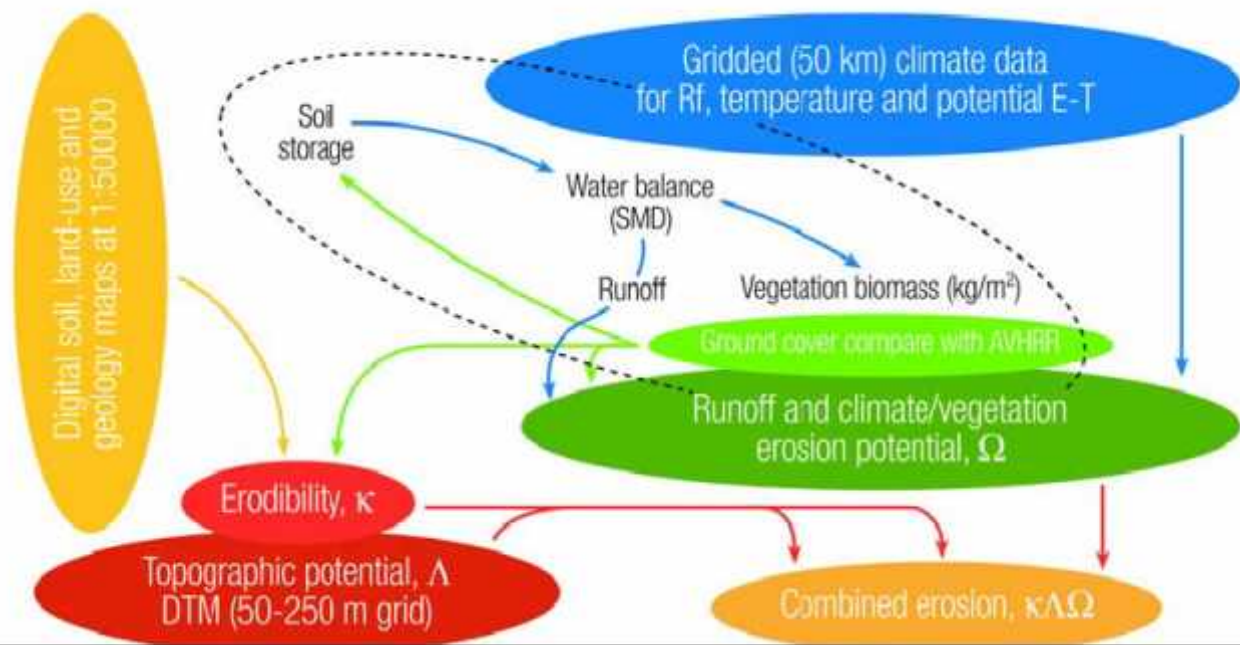 Digital soil, land-use and
geology maps at 1:50000
Gridded (50 km) climate data
for Rf, temperature and potential E-T
Soil
storage
Water balance
(SMD)
Runoff
Vegetation biomass (kg/m²)
Ground cover compare with AVHRR
Runoff and climate/vegetation
erosion potential, Ω
Erodibility, κ
Topographic potential, Λ
DTM (50-250 m grid)
Combined erosion, κΛΩ